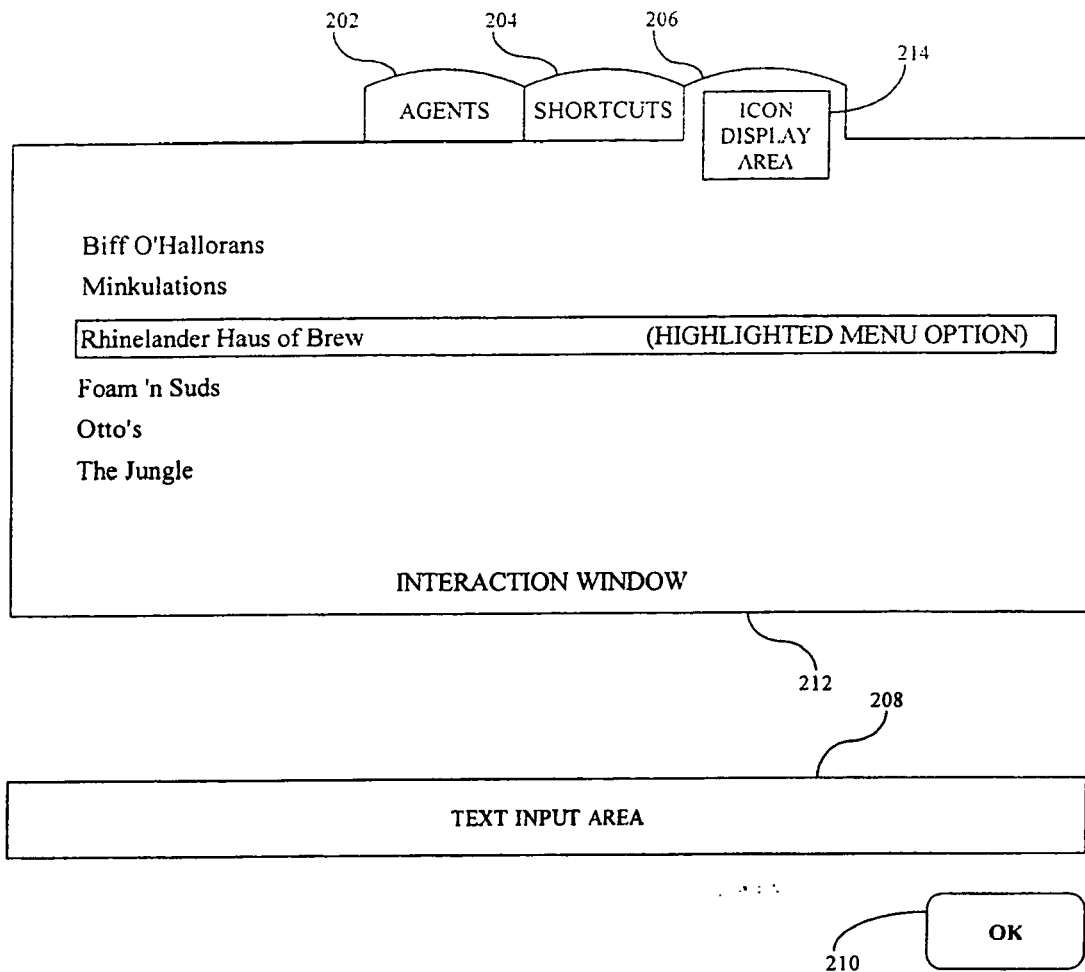 202
204
206
214
AGENTS
SHORTCUTS
ICON
DISPLAY
AREA
Biff O'Hallorans
Minkulations
Rhinelander Haus of Brew (HIGHLIGHTED MENU OPTION)
Foam 'n Suds
Otto's
The Jungle
INTERACTION WINDOW
212
208
TEXT INPUT AREA
OK
210